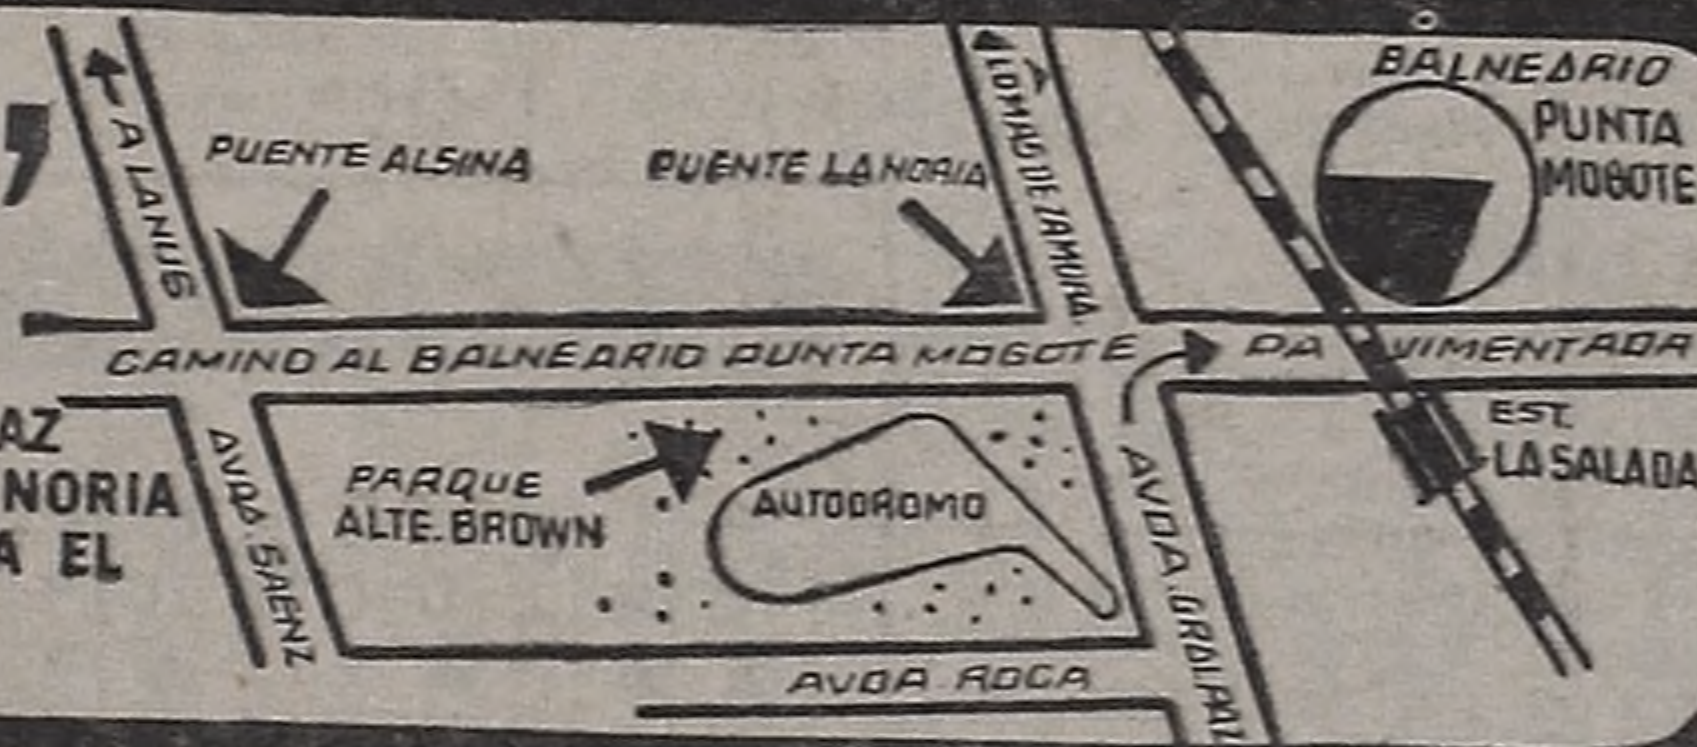 BALNEARIO
PUNTA
MOGOTE
A LANUS
PUENTE ALSINA
PUENTE LA NORIA
A LOMAS DE ZAMORA
CAMINO AL BALNEARIO PUNTA MOGOTE
PAVIMENTADA
AZ
NORIA
A EL
AVDA. SAENZ
PARQUE
ALTE. BROWN
AUTODROMO
AVDA. GRAL. PAZ
EST.
LA SALADA
AVDA ROCA